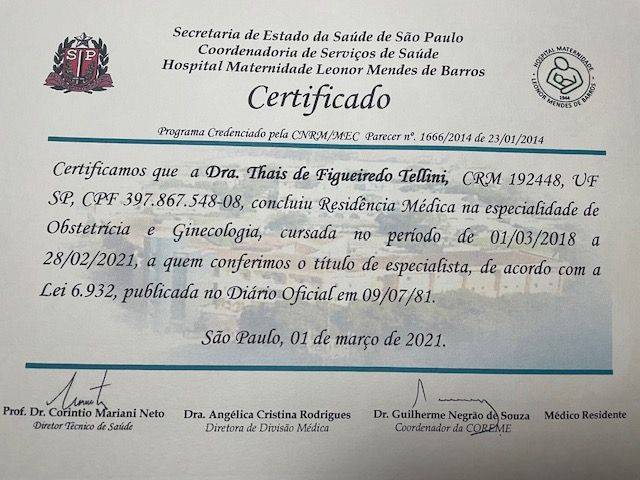 Secretaria de Estado da Saúde de São Paulo
Coordenadoria de Serviços de Saúde
Hospital Maternidade Leonor Mendes de Barros
SP
HOSPITAL MATERNIDADE
LEONOR MENDES DE BARROS
1944
Certificado
Programa Credenciado pela CNRM/MEC Parecer nº. 1666/2014 de 23/01/2014
Certificamos que a Dra. Thais de Figueiredo Tellini, CRM 192448, UF
SP, CPF 397.867.548-08, concluiu Residência Médica na especialidade de
Obstetrícia e Ginecologia, cursada no período de 01/03/2018 a
28/02/2021, a quem conferimos o título de especialista, de acordo com a
Lei 6.932, publicada no Diário Oficial em 09/07/81.
São Paulo, 01 de março de 2021.
Prof. Dr. Corintio Mariani Neto
Diretor Técnico de Saúde
Dra. Angélica Cristina Rodrigues
Diretora de Divisão Médica
Dr. Guilherme Negrão de Souza
Coordenador da COREME
Médico Residente